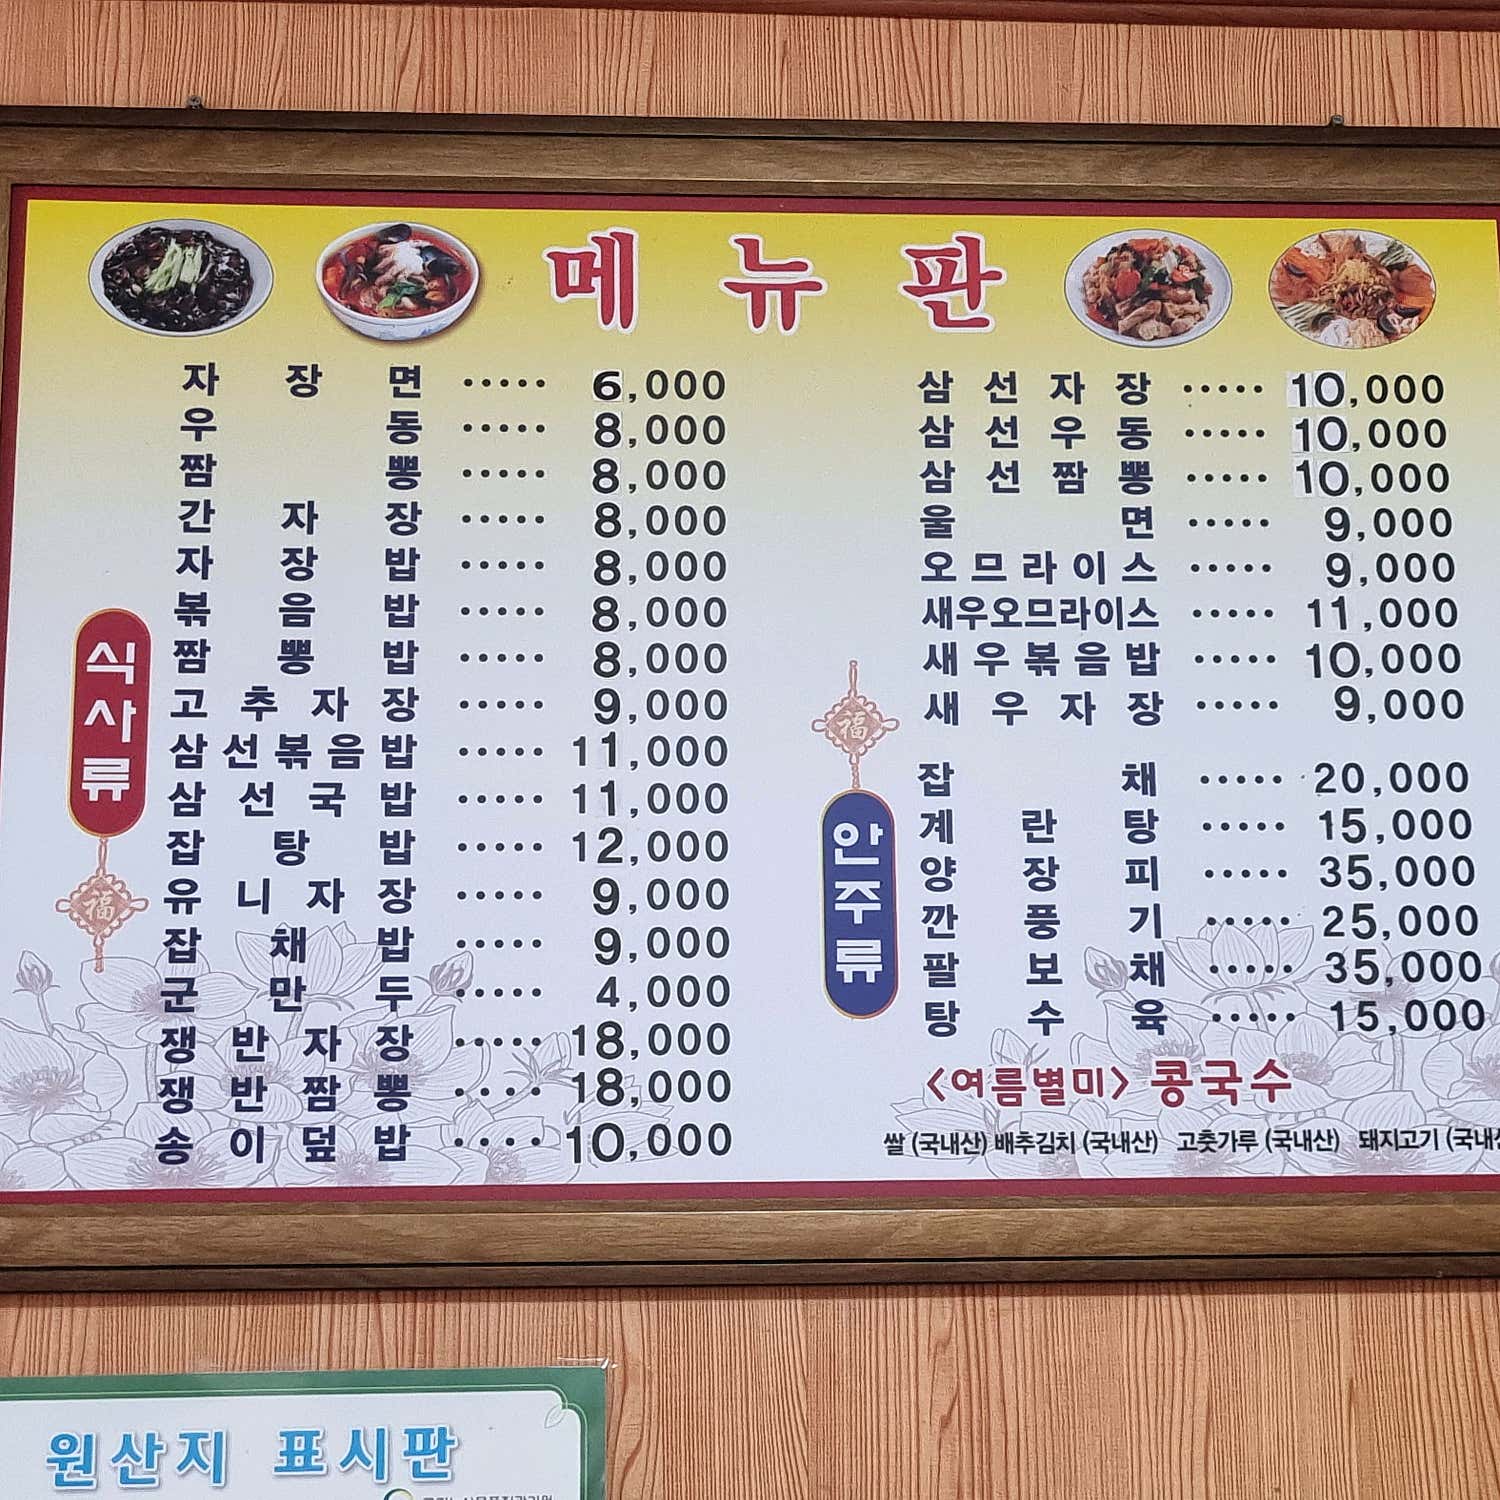 메뉴판
식사류
자장면 ····· 6,000
우동 ····· 8,000
짬뽕 ····· 8,000
간자장 ····· 8,000
자장밥 ····· 8,000
볶음밥 ····· 8,000
짬뽕밥 ····· 8,000
고추자장 ····· 9,000
삼선볶음밥 ····· 11,000
삼선국밥 ····· 11,000
잡탕밥 ····· 12,000
유니자장 ····· 9,000
잡채밥 ····· 9,000
군만두 ····· 4,000
쟁반자장 ····· 18,000
쟁반짬뽕 ···· 18,000
송이덮밥 ···· 10,000
福
삼선자장 ····· 10,000
삼선우동 ····· 10,000
삼선짬뽕 ····· 10,000
울면 ····· 9,000
오므라이스 ····· 9,000
새우오므라이스 ····· 11,000
새우볶음밥 ····· 10,000
새우자장 ····· 9,000
福
안주류
잡채 ····· 20,000
계란탕 ····· 15,000
양장피 ····· 35,000
깐풍기 ····· 25,000
팔보채 ····· 35,000
탕수육 ····· 15,000
<여름별미> 콩국수
쌀 (국내산) 배추김치 (국내산) 고춧가루 (국내산) 돼지고기 (국내산
원산지 표시판